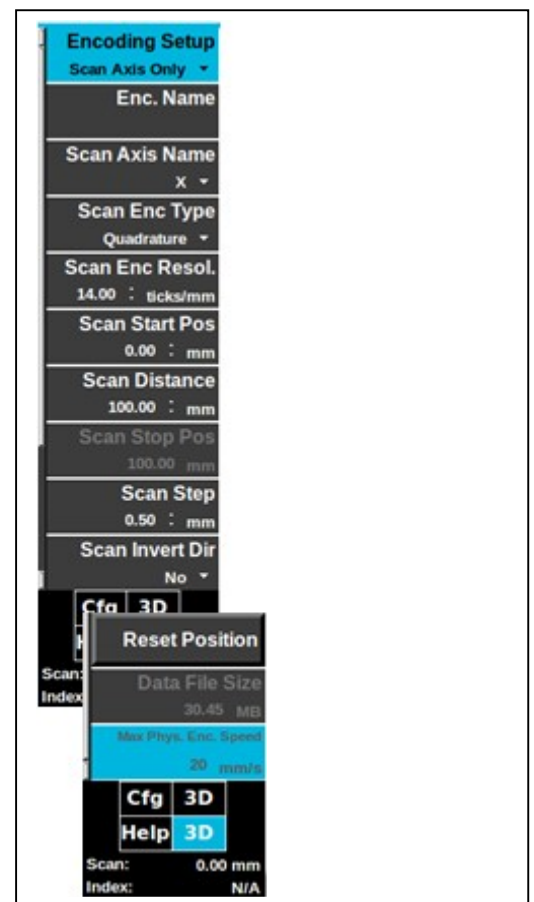 Encoding Setup
Scan Axis Only
Enc. Name
Scan Axis Name
X
Scan Enc Type
Quadrature
Scan Enc Resol.
14.00 : ticks/mm
Scan Start Pos
0.00 : mm
Scan Distance
100.00 : mm
Scan Stop Pos
100.00 mm
Scan Step
0.50 : mm
Scan Invert Dir
No
Cfg 3D
Scan:
Index
Reset Position
Data File Size
30.45 MB
Max Phys. Enc. Speed
20 mm/s
Cfg 3D
Help 3D
Scan: 0.00 mm
Index: N/A